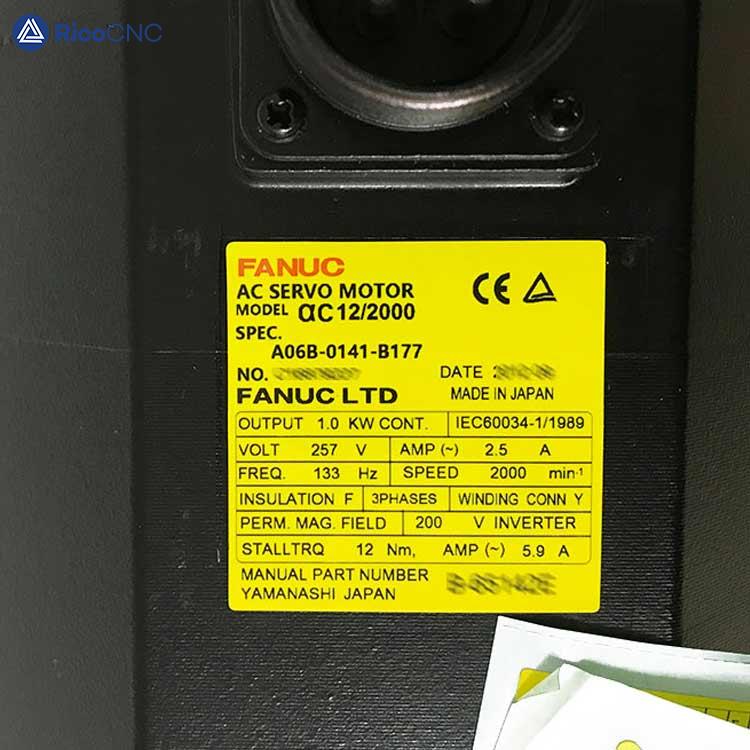 RicoCNC
FANUC
AC SERVO MOTOR
MODEL αC12/2000
SPEC.
A06B-0141-B177
NO.
DATE
FANUC LTD MADE IN JAPAN
OUTPUT 1.0 KW CONT. IEC60034-1/1989
VOLT 257 V AMP (~) 2.5 A
FREQ. 133 Hz SPEED 2000 min-1
INSULATION F 3PHASES WINDING CONN Y
PERM. MAG. FIELD 200 V INVERTER
STALLTRQ 12 Nm, AMP (~) 5.9 A
MANUAL PART NUMBER
YAMANASHI JAPAN